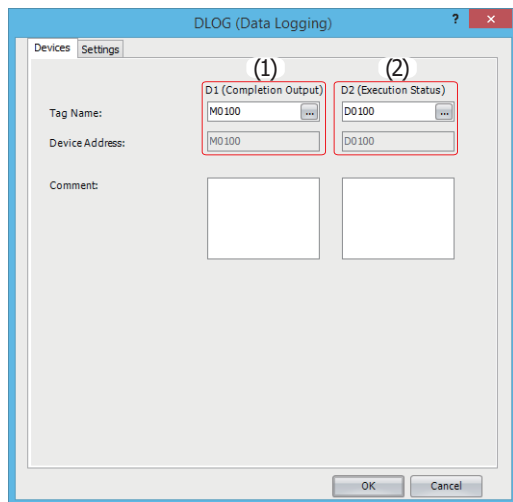 DLOG (Data Logging)
? ×
Devices Settings
(1) (2)
D1 (Completion Output) D2 (Execution Status)
Tag Name: M0100 ... D0100 ...
Device Address: M0100 D0100
Comment:
OK Cancel